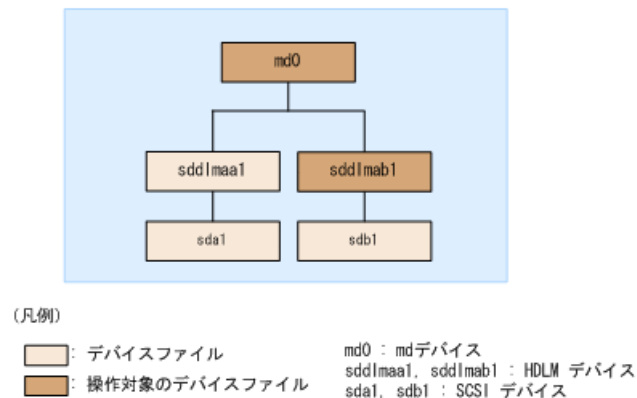 md0
sddlmaa1
sddlmab1
sda1
sdb1
(凡例)
: デバイスファイル
: 操作対象のデバイスファイル
md0 : mdデバイス
sddlmaa1, sddlmab1 : HDLM デバイス
sda1, sdb1 : SCSI デバイス